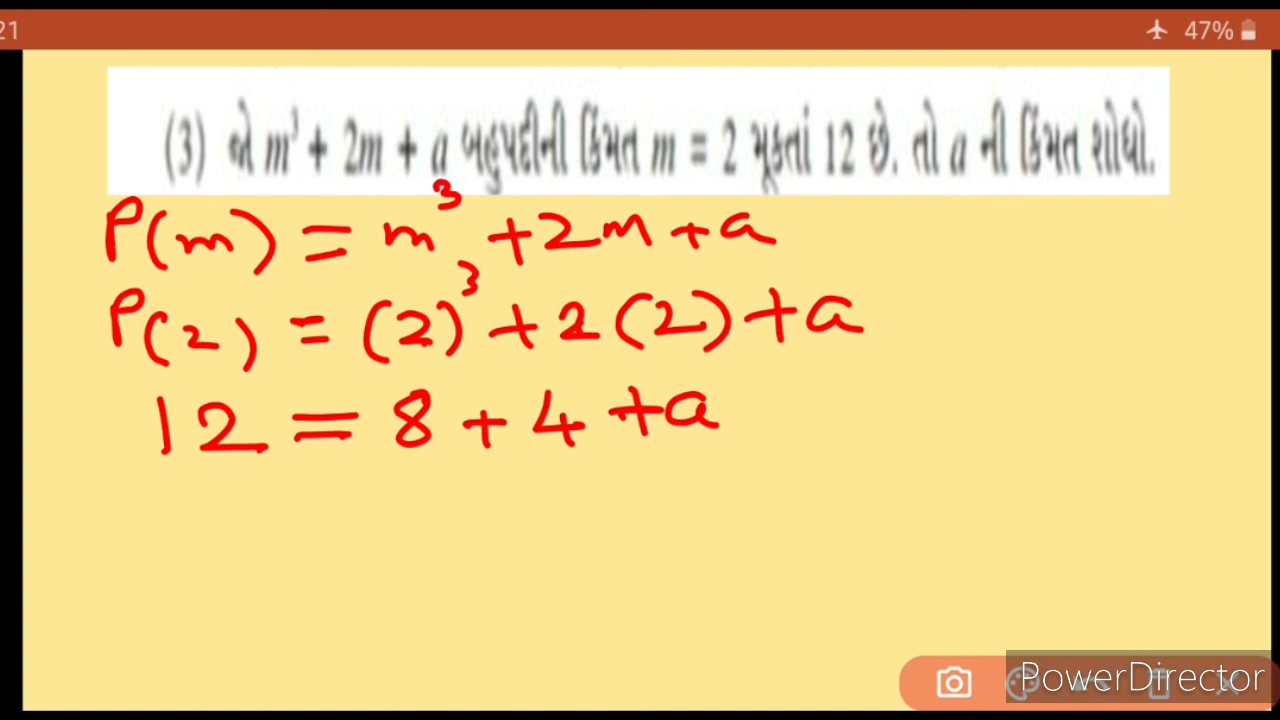 21
47%
(3) જો m³ + 2m + a બહુપદીની કિંમત m = 2 મૂકતાં 12 છે. તો a ની કિંમત શોધો.
P(m) = m³ + 2m + a
P(2) = (2)³ + 2(2) + a
12 = 8 + 4 + a
PowerDirector